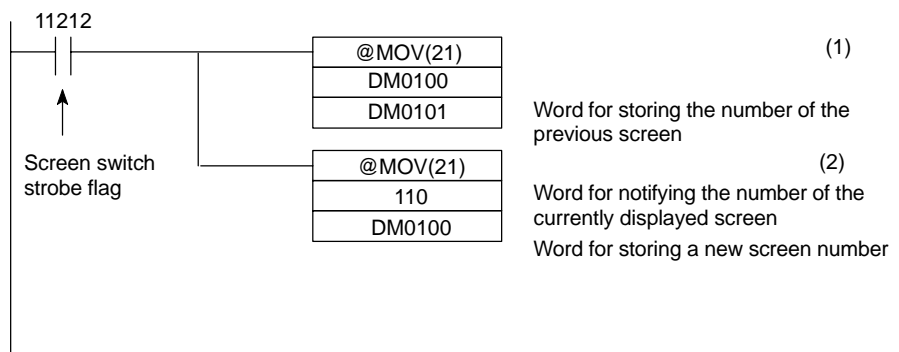 11212
@MOV(21)
(1)
DM0100
DM0101
Word for storing the number of the
previous screen
Screen switch
strobe flag
@MOV(21)
(2)
110
Word for notifying the number of the
currently displayed screen
DM0100
Word for storing a new screen number